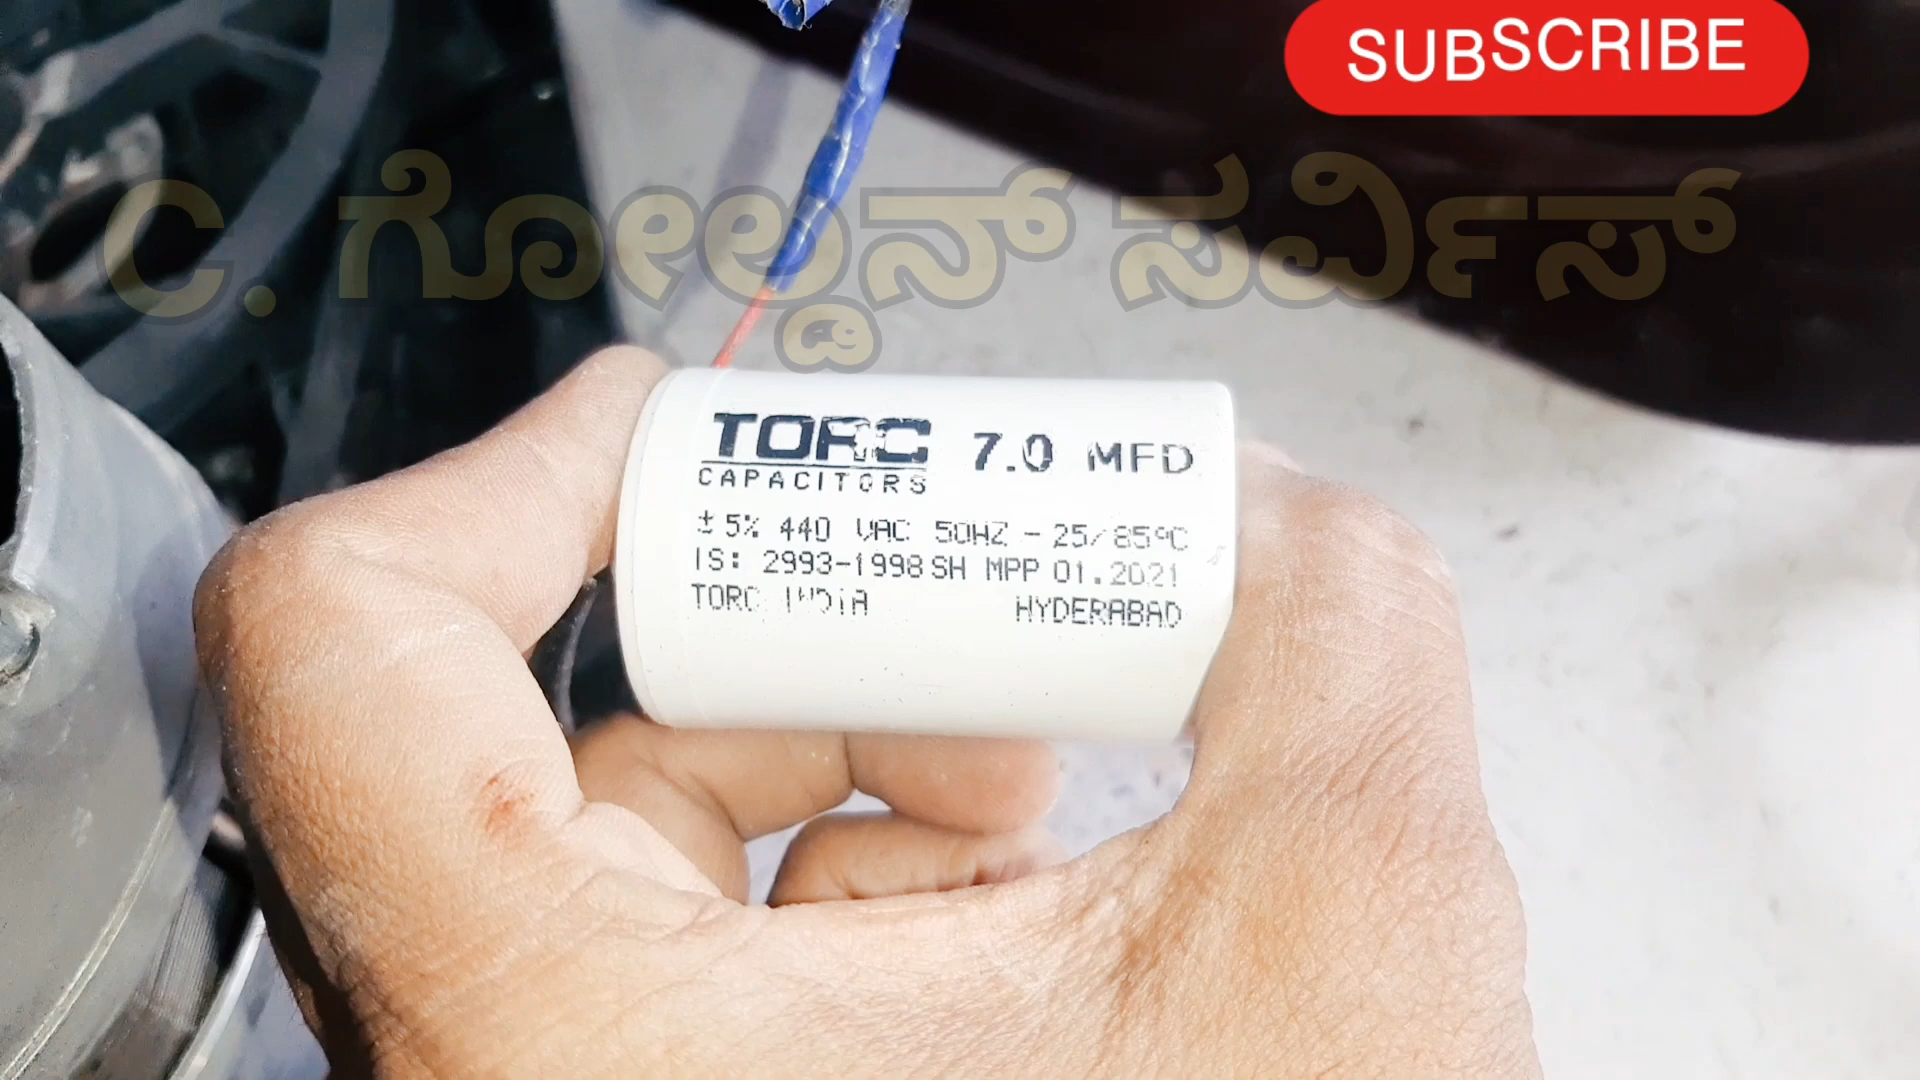 SUBSCRIBE
C. ಗೋಲ್ಡನ್ ಸರ್ವಿಸ್
TORC 7.0 MFD
CAPACITORS
±5% 440 VAC 50HZ -25/85°C
IS: 2993-1998 SH MPP 01.2021
TORC INDIA HYDERABAD